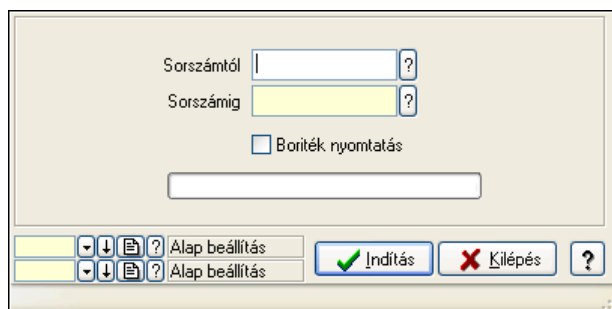 Sorszámtól ?
Sorszámig ?
Boriték nyomtatás
? Alap beállítás
? Alap beállítás
Indítás Kilépés ?